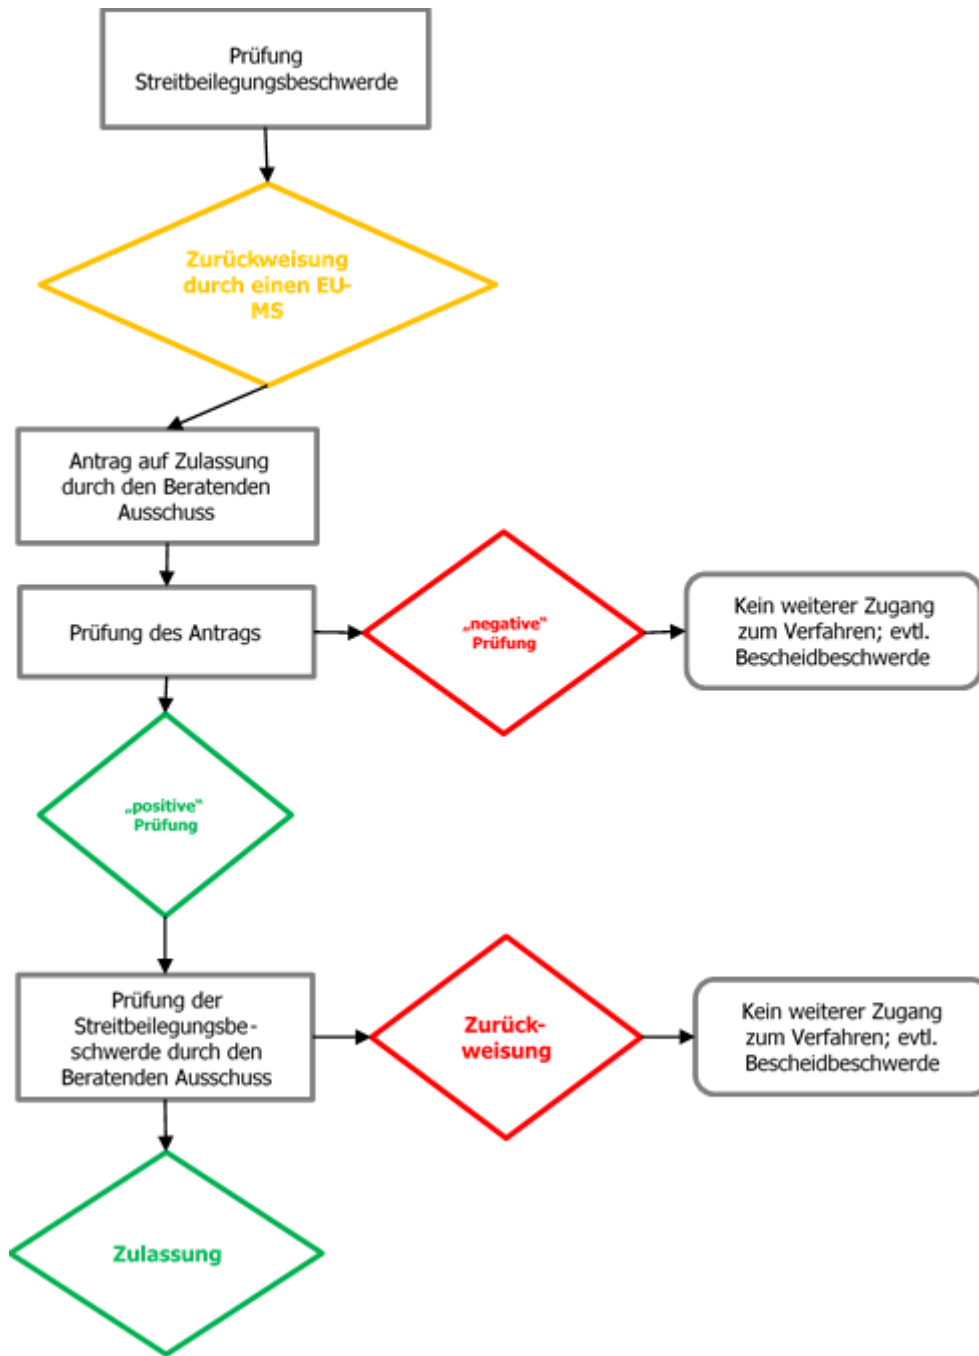 Prüfung
Streitbeilegungsbeschwerde
Zurückweisung
durch einen EU-
MS
Antrag auf Zulassung
durch den Beratenden
Ausschuss
Prüfung des Antrags
„negative“
Prüfung
Kein weiterer Zugang
zum Verfahren; evtl.
Bescheidbeschwerde
„positive“
Prüfung
Prüfung der
Streitbeilegungsbe-
schwerde durch den
Beratenden Ausschuss
Zurück-
weisung
Kein weiterer Zugang
zum Verfahren; evtl.
Bescheidbeschwerde
Zulassung